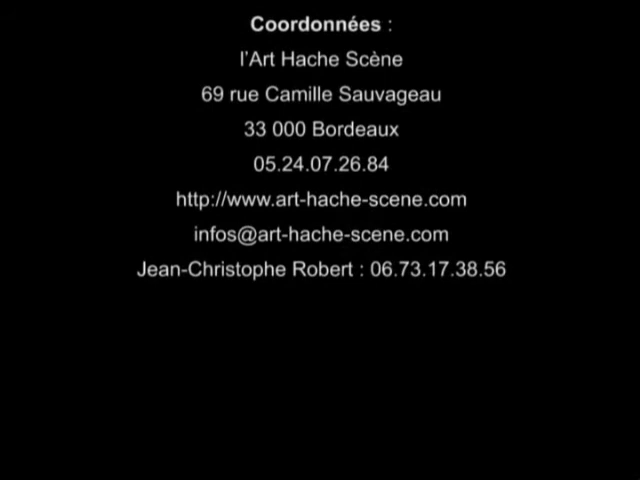 Coordonnées :
l'Art Hache Scène
69 rue Camille Sauvageau
33 000 Bordeaux
05.24.07.26.84
http://www.art-hache-scene.com
infos@art-hache-scene.com
Jean-Christophe Robert : 06.73.17.38.56